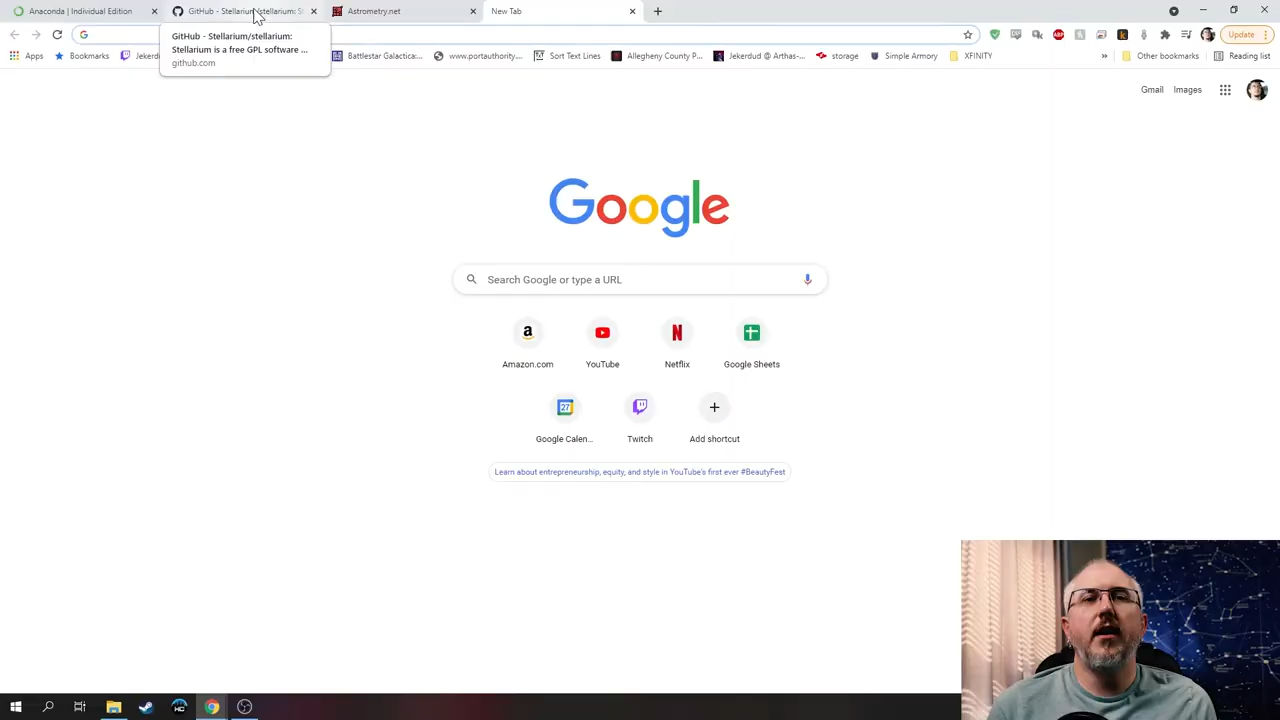 Anaconda | Individual Edition
GitHub - Stellarium/stellarium: St
Astrometry.net
New Tab
Update
GitHub - Stellarium/stellarium:
Stellarium is a free GPL software ...
github.com
Apps
Bookmarks
Jekerd
Battlestar Galactica:...
www.portauthority....
Sort Text Lines
Allegheny County P...
Jekerdud @ Arthas-...
storage
Simple Armory
XFINITY
»
Other bookmarks
Reading list
Gmail
Images
Google
Search Google or type a URL
Amazon.com
YouTube
Netflix
Google Sheets
27
Google Calen...
Twitch
Add shortcut
Learn about entrepreneurship, equity, and style in YouTube's first ever #BeautyFest